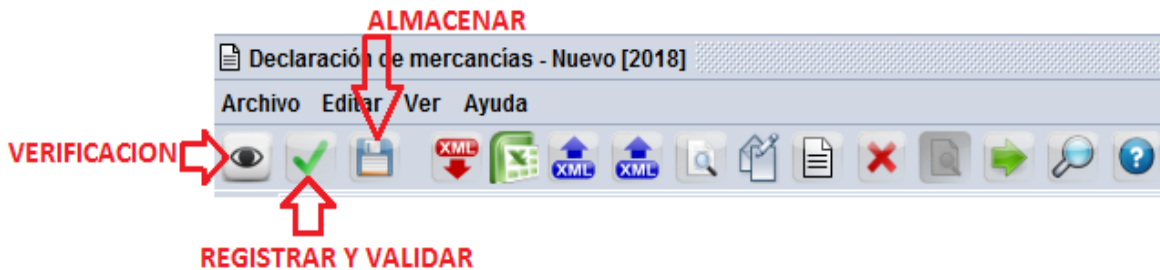 ALMACENAR
Declaración de mercancías - Nuevo [2018]
Archivo Editar Ver Ayuda
VERIFICACION
XML XML XML
REGISTRAR Y VALIDAR